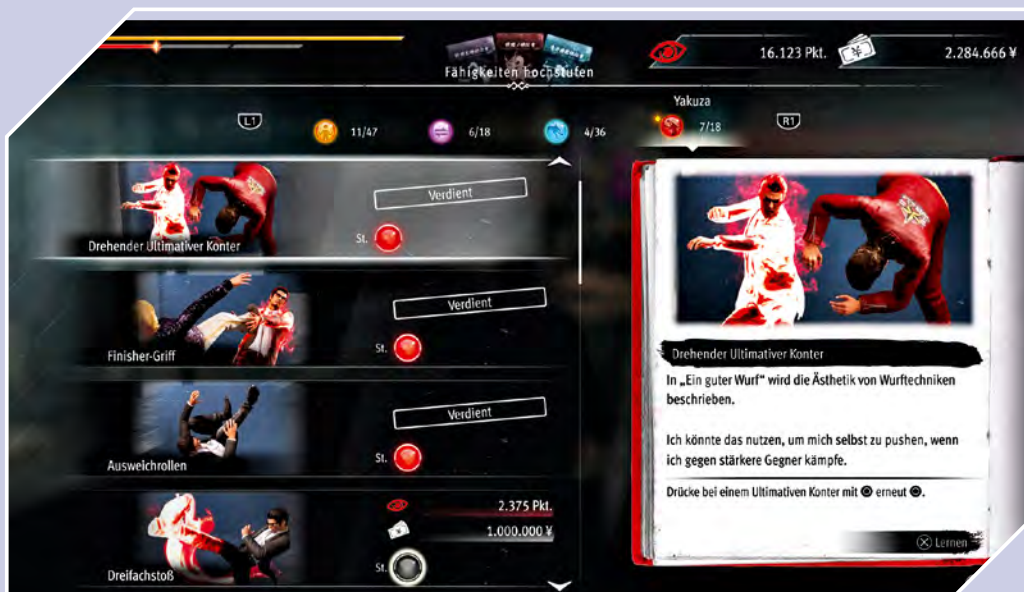 Fähigkeiten hochstufen
16.123 Pkt.
¥
2.284.666 ¥
L1
11/47
6/18
4/36
Yakuza
7/18
R1
Verdient
St.
Drehender Ultimativer Konter
Verdient
St.
Finisher-Griff
Verdient
St.
Ausweichrollen
2.375 Pkt.
1.000.000 ¥
St.
Dreifachstoß
Drehender Ultimativer Konter
In „Ein guter Wurf“ wird die Ästhetik von Wurftechniken
beschrieben.
Ich könnte das nutzen, um mich selbst zu pushen, wenn
ich gegen stärkere Gegner kämpfe.
Drücke bei einem Ultimativen Konter mit ◎ erneut ◎.
Lernen